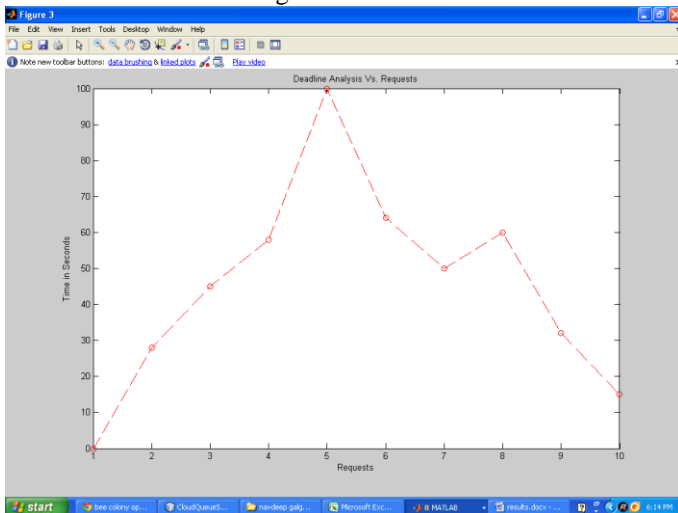 Figure 3
File Edit View Insert Tools Desktop Window Help
Note new toolbar buttons: data brushing & linked plots Play video
Deadline Analysis Vs. Requests
100
90
80
70
60
50
40
30
20
10
0
Time in Seconds
1 2 3 4 5 6 7 8 9 10
Requests
start bee colony op... CloudQueueS... navdeep galg... Microsoft Exc... 8 MATLAB results.docx - ... 6:14 PM